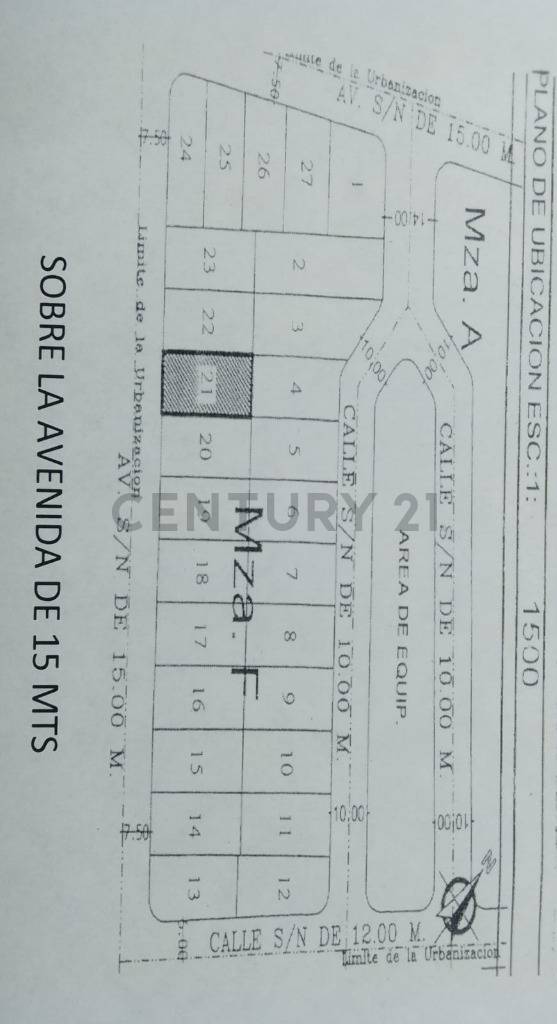 PLANO DE UBICACION ESC.:1: 1500
Limite de la Urbanizacion
AV. S/N DE 15.00 M.
7.50
14.00
Mza. A
10.00
10.00
CALLE S/N DE 10.00 M.
AREA DE EQUIP.
CALLE S/N DE 10.00 M.
10.00
10.00
N
1
2
3
4
5
6
7
8
9
10
11
12
27
26
25
24
23
22
21
20
19
18
17
16
15
14
13
Mza. F
CENTURY 21
7.50
6.00
CALLE S/N DE 12.00 M.
Limite de la Urbanizacion
Limite de la Urbanizacion
AV. S/N DE 15.00 M.
SOBRE LA AVENIDA DE 15 MTS